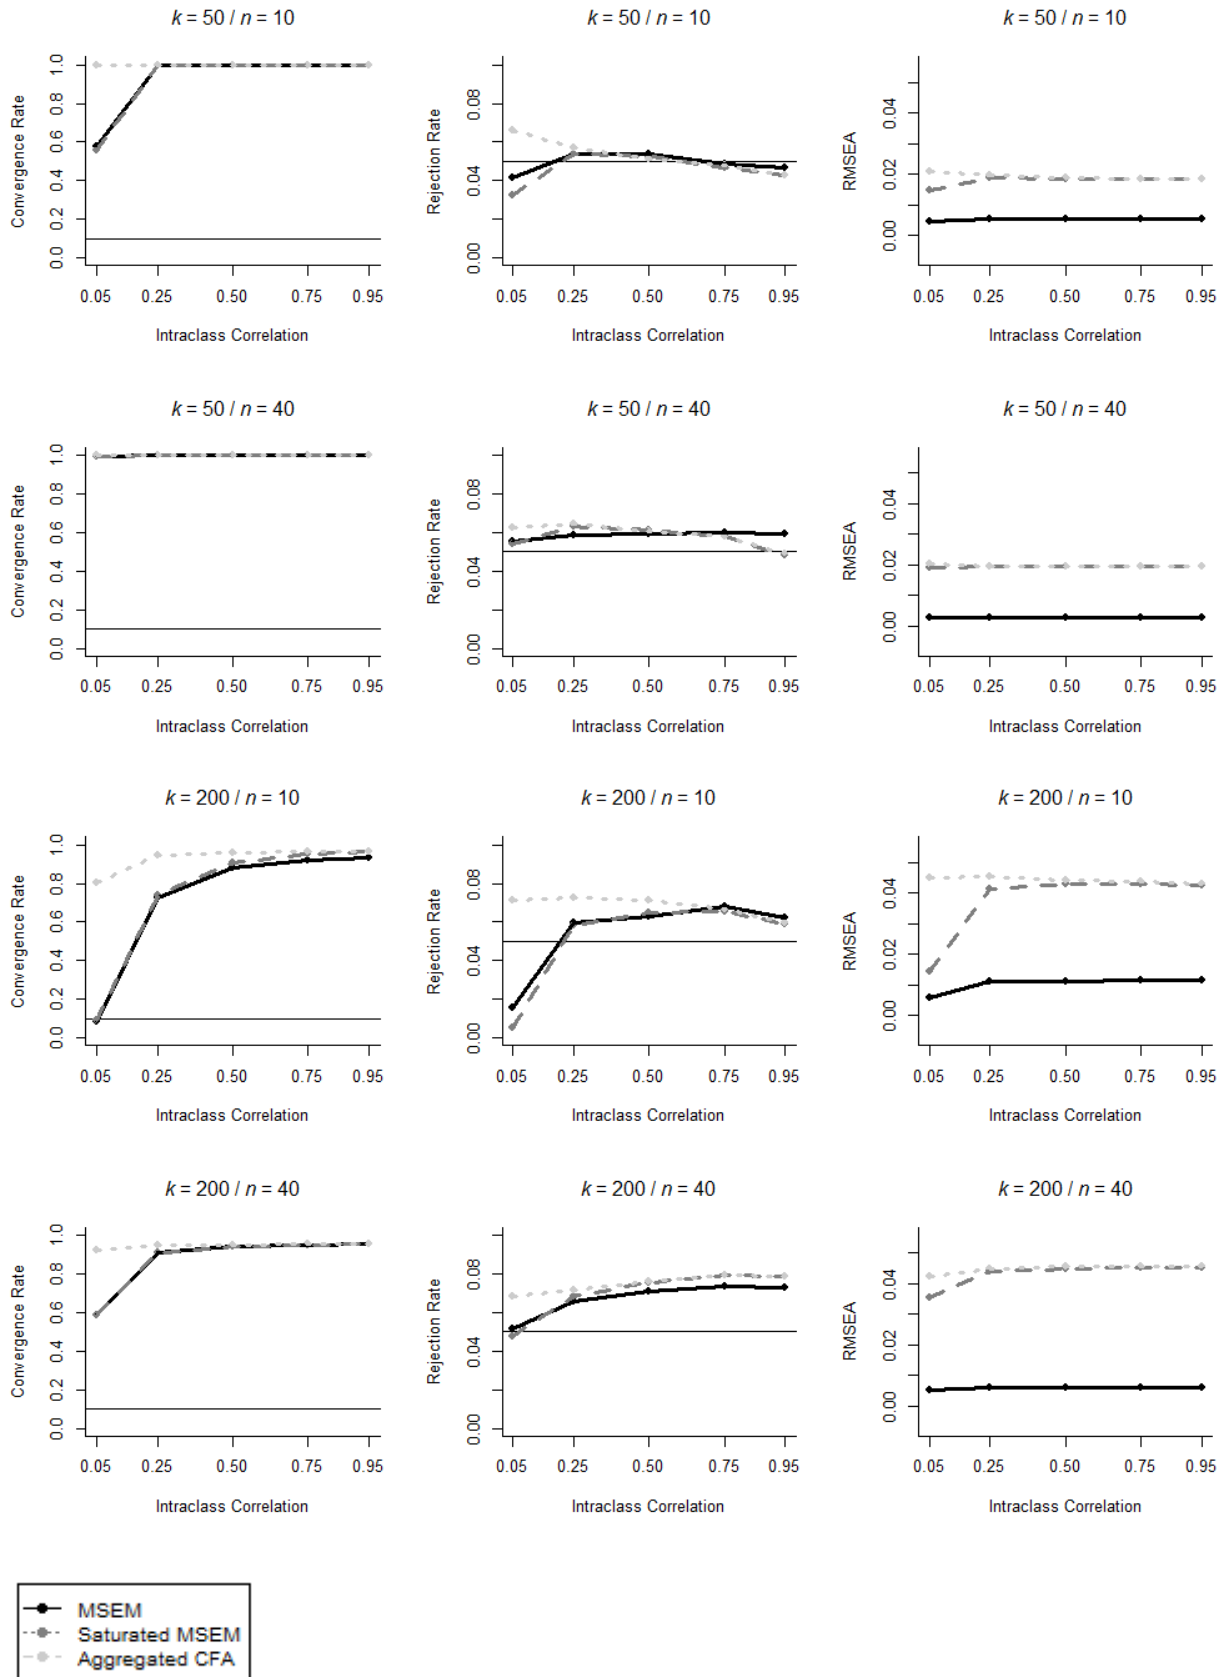 k = 50 / n = 10
k = 50 / n = 10
k = 50 / n = 10
Convergence Rate
0.0 0.2 0.4 0.6 0.8 1.0
0.05 0.25 0.50 0.75 0.95
Intraclass Correlation
Rejection Rate
0.00 0.04 0.08
0.05 0.25 0.50 0.75 0.95
Intraclass Correlation
RMSEA
0.00 0.02 0.04
0.05 0.25 0.50 0.75 0.95
Intraclass Correlation
k = 50 / n = 40
k = 50 / n = 40
k = 50 / n = 40
Convergence Rate
0.0 0.2 0.4 0.6 0.8 1.0
0.05 0.25 0.50 0.75 0.95
Intraclass Correlation
Rejection Rate
0.00 0.04 0.08
0.05 0.25 0.50 0.75 0.95
Intraclass Correlation
RMSEA
0.00 0.02 0.04
0.05 0.25 0.50 0.75 0.95
Intraclass Correlation
k = 200 / n = 10
k = 200 / n = 10
k = 200 / n = 10
Convergence Rate
0.0 0.2 0.4 0.6 0.8 1.0
0.05 0.25 0.50 0.75 0.95
Intraclass Correlation
Rejection Rate
0.00 0.04 0.08
0.05 0.25 0.50 0.75 0.95
Intraclass Correlation
RMSEA
0.00 0.02 0.04
0.05 0.25 0.50 0.75 0.95
Intraclass Correlation
k = 200 / n = 40
k = 200 / n = 40
k = 200 / n = 40
Convergence Rate
0.0 0.2 0.4 0.6 0.8 1.0
0.05 0.25 0.50 0.75 0.95
Intraclass Correlation
Rejection Rate
0.00 0.04 0.08
0.05 0.25 0.50 0.75 0.95
Intraclass Correlation
RMSEA
0.00 0.02 0.04
0.05 0.25 0.50 0.75 0.95
Intraclass Correlation
MSEM
Saturated MSEM
Aggregated CFA